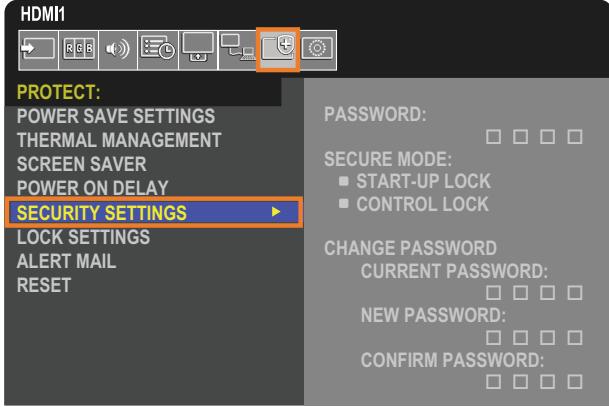 HDMI1
RGB
PROTECT:
POWER SAVE SETTINGS
THERMAL MANAGEMENT
SCREEN SAVER
POWER ON DELAY
SECURITY SETTINGS
LOCK SETTINGS
ALERT MAIL
RESET
PASSWORD:
SECURE MODE:
START-UP LOCK
CONTROL LOCK
CHANGE PASSWORD
CURRENT PASSWORD:
NEW PASSWORD:
CONFIRM PASSWORD: